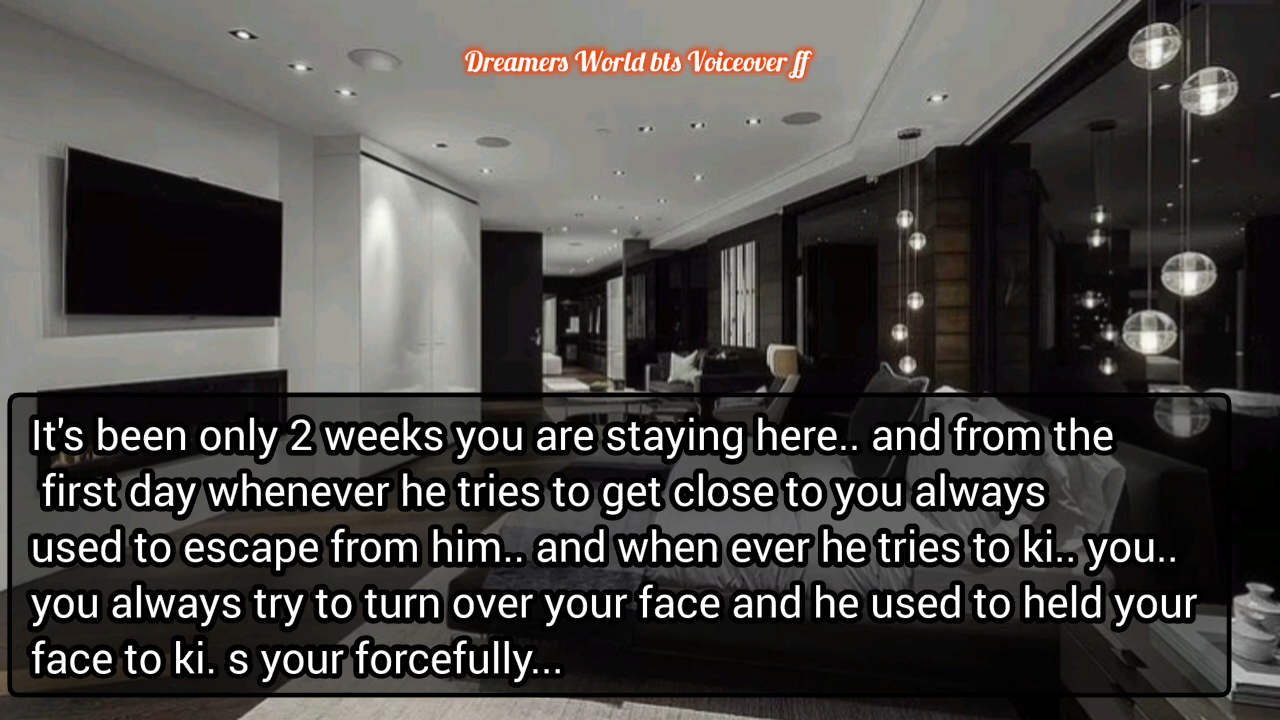 Dreamers World bts Voiceover ff
It's been only 2 weeks you are staying here.. and from the
first day whenever he tries to get close to you always
used to escape from him.. and when ever he tries to ki.. you..
you always try to turn over your face and he used to held your
face to ki. s your forcefully...